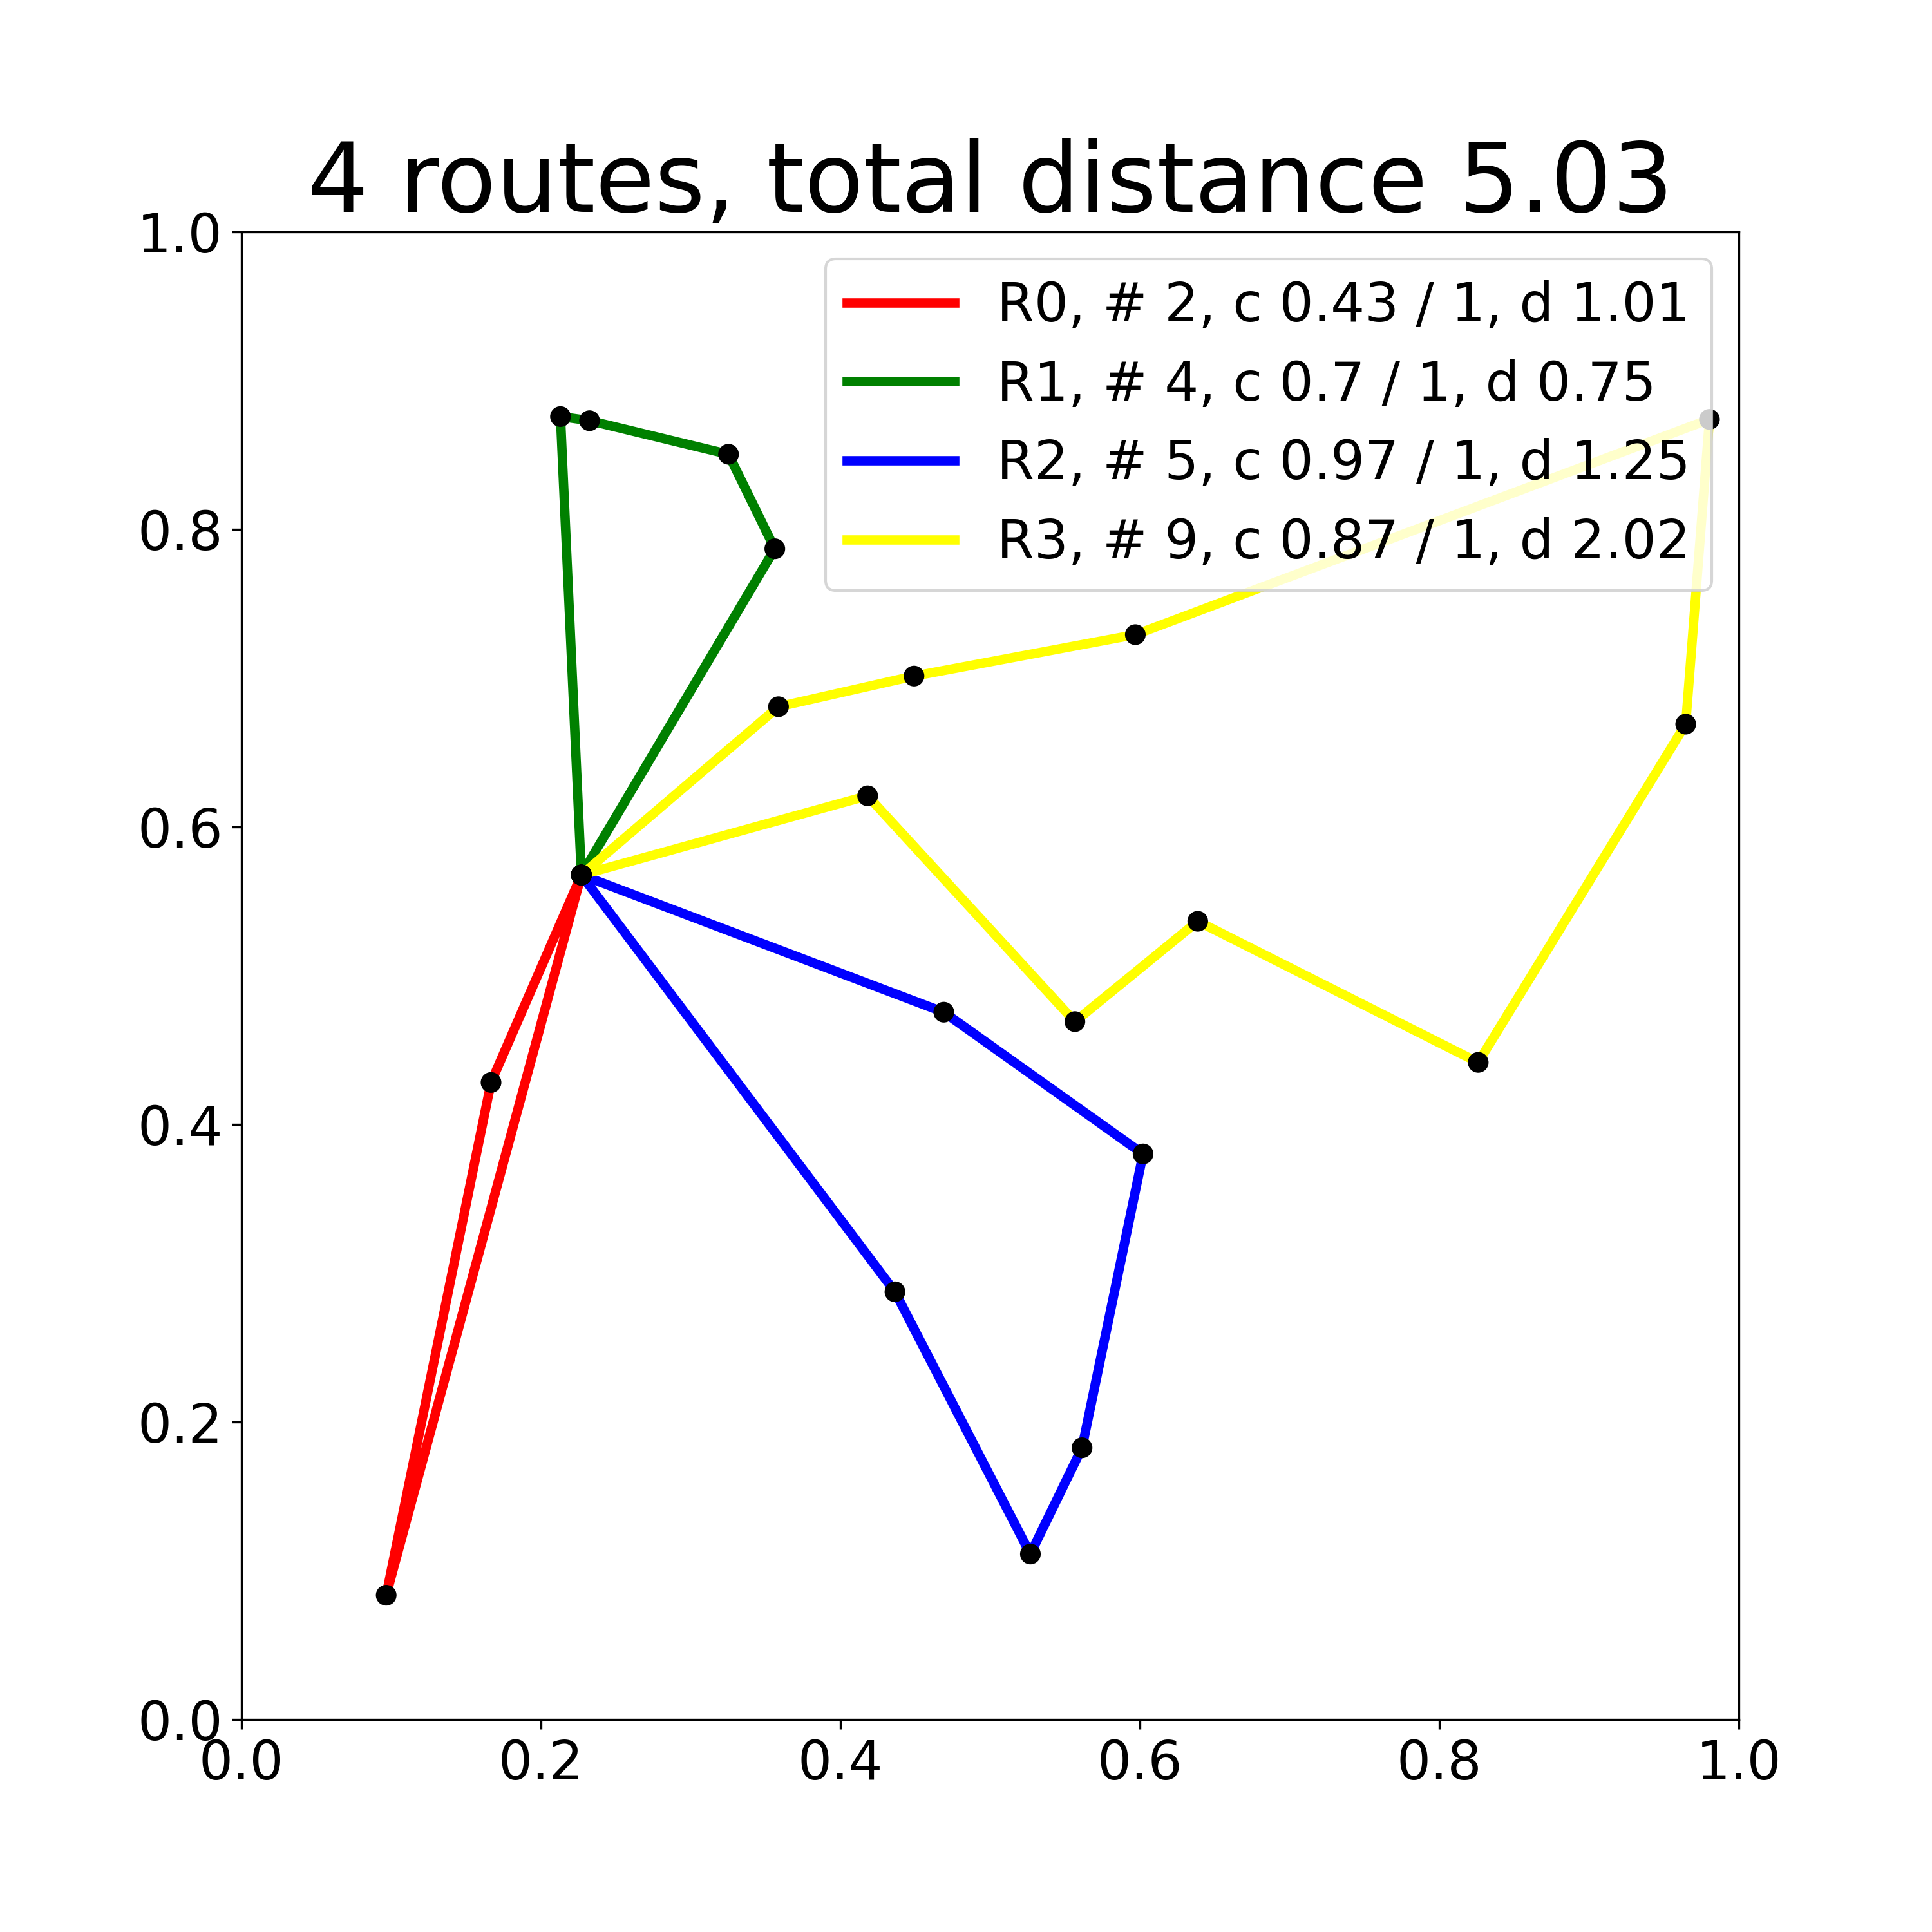 4 routes, total distance 5.03
R0, # 2, c 0.43 / 1, d 1.01
R1, # 4, c 0.7 / 1, d 0.75
R2, # 5, c 0.97 / 1, d 1.25
R3, # 9, c 0.87 / 1, d 2.02
1.0
0.8
0.6
0.4
0.2
0.0
0.0 0.2 0.4 0.6 0.8 1.0